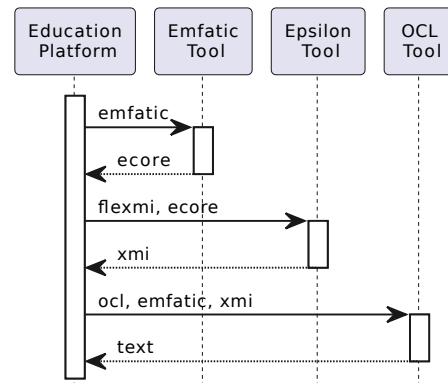 Education
Platform
Emfatic
Tool
Epsilon
Tool
OCL
Tool
emfatic
ecore
flexmi, ecore
xmi
ocl, emfatic, xmi
text